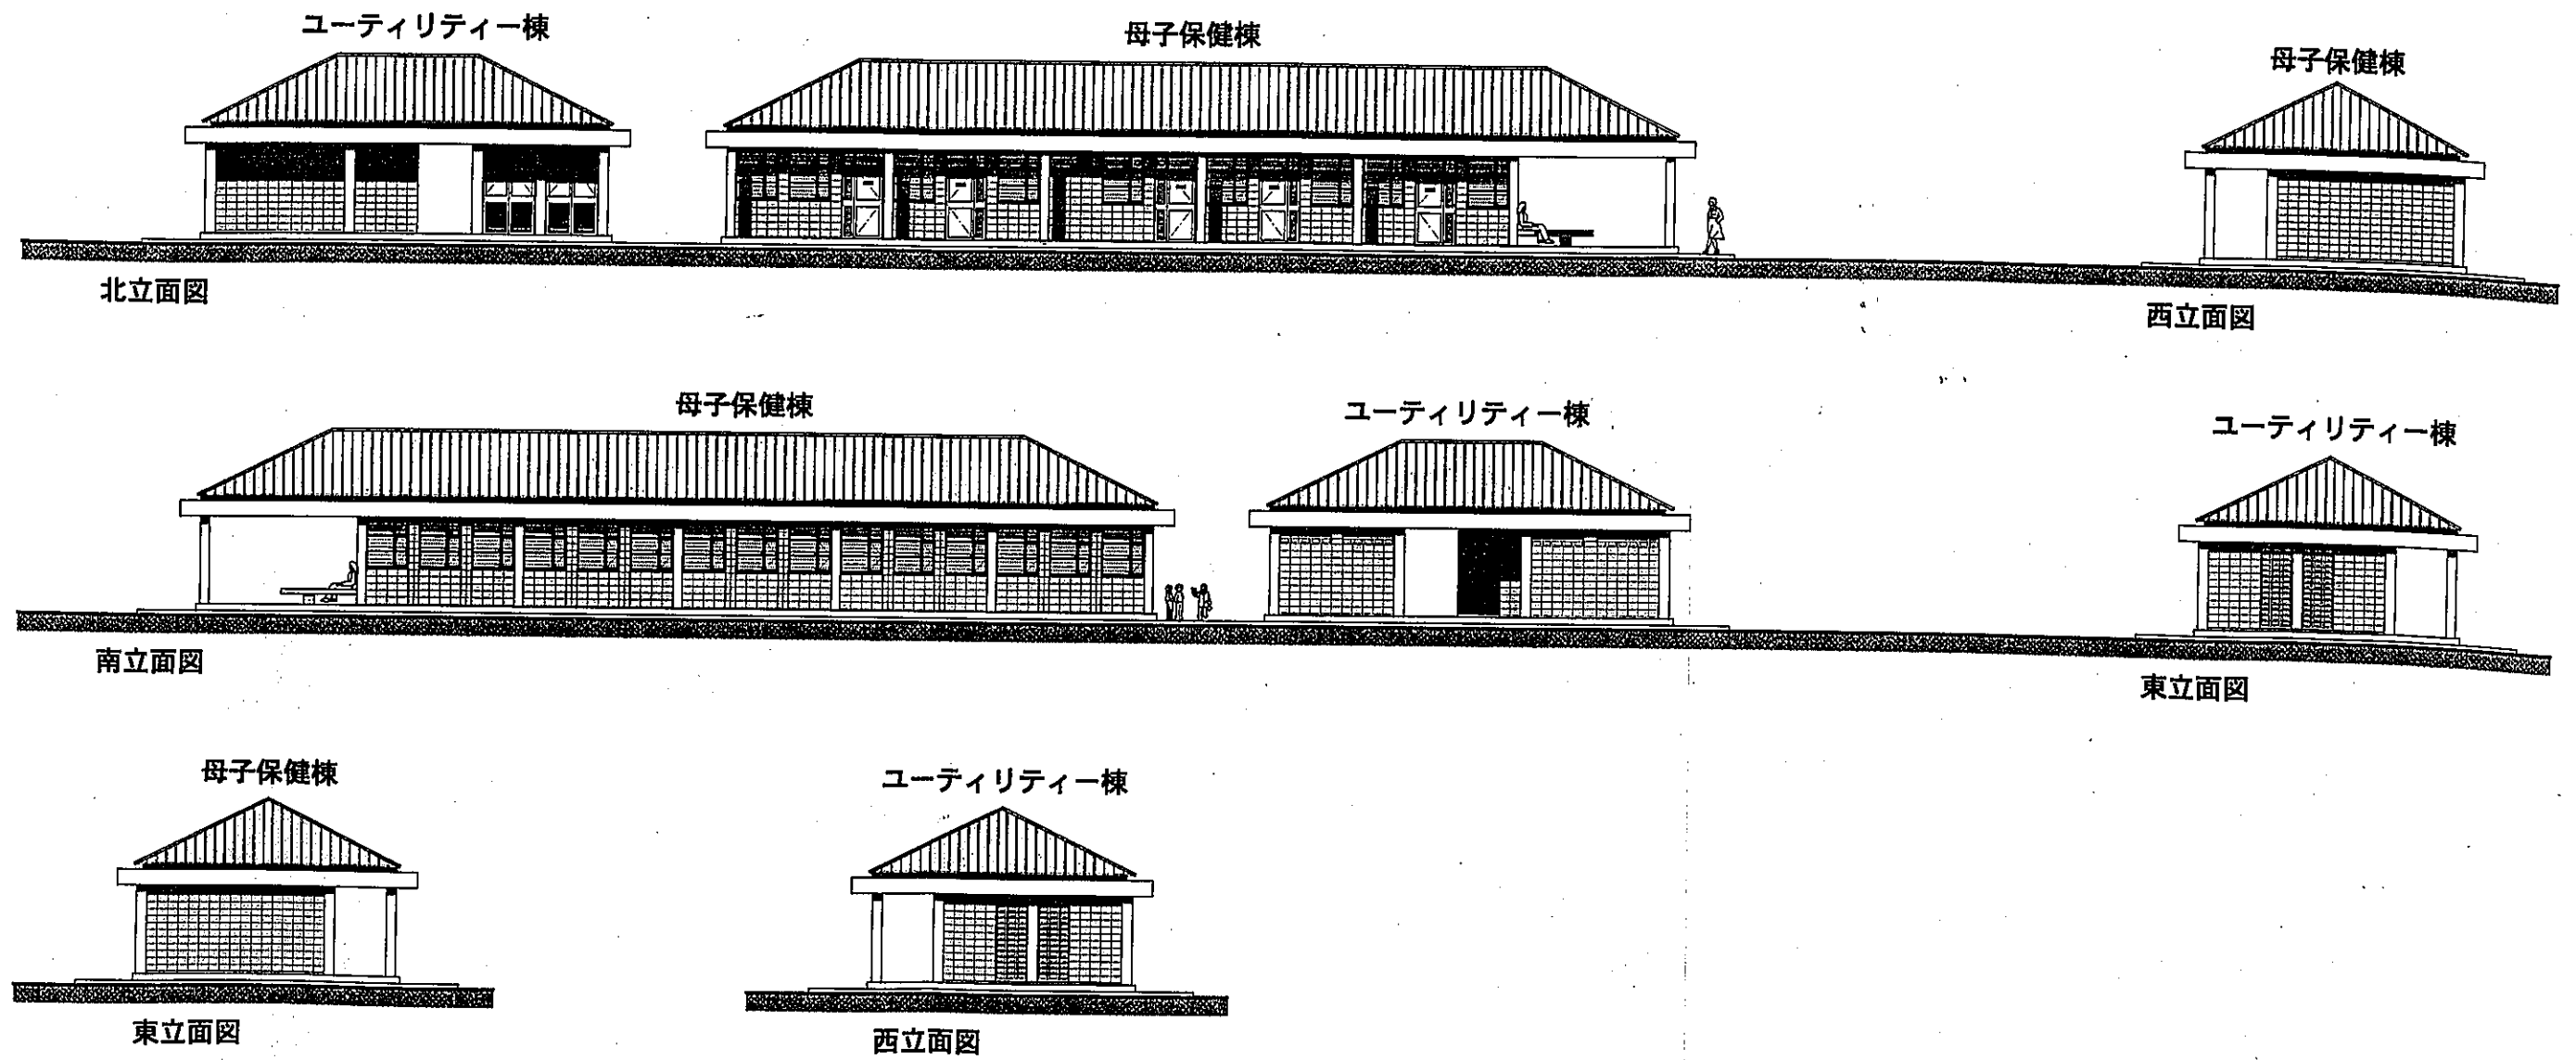 ユーティリティー棟
母子保健棟
母子保健棟
北立面図
西立面図
母子保健棟
ユーティリティー棟
ユーティリティー棟
南立面図
東立面図
母子保健棟
ユーティリティー棟
東立面図
西立面図